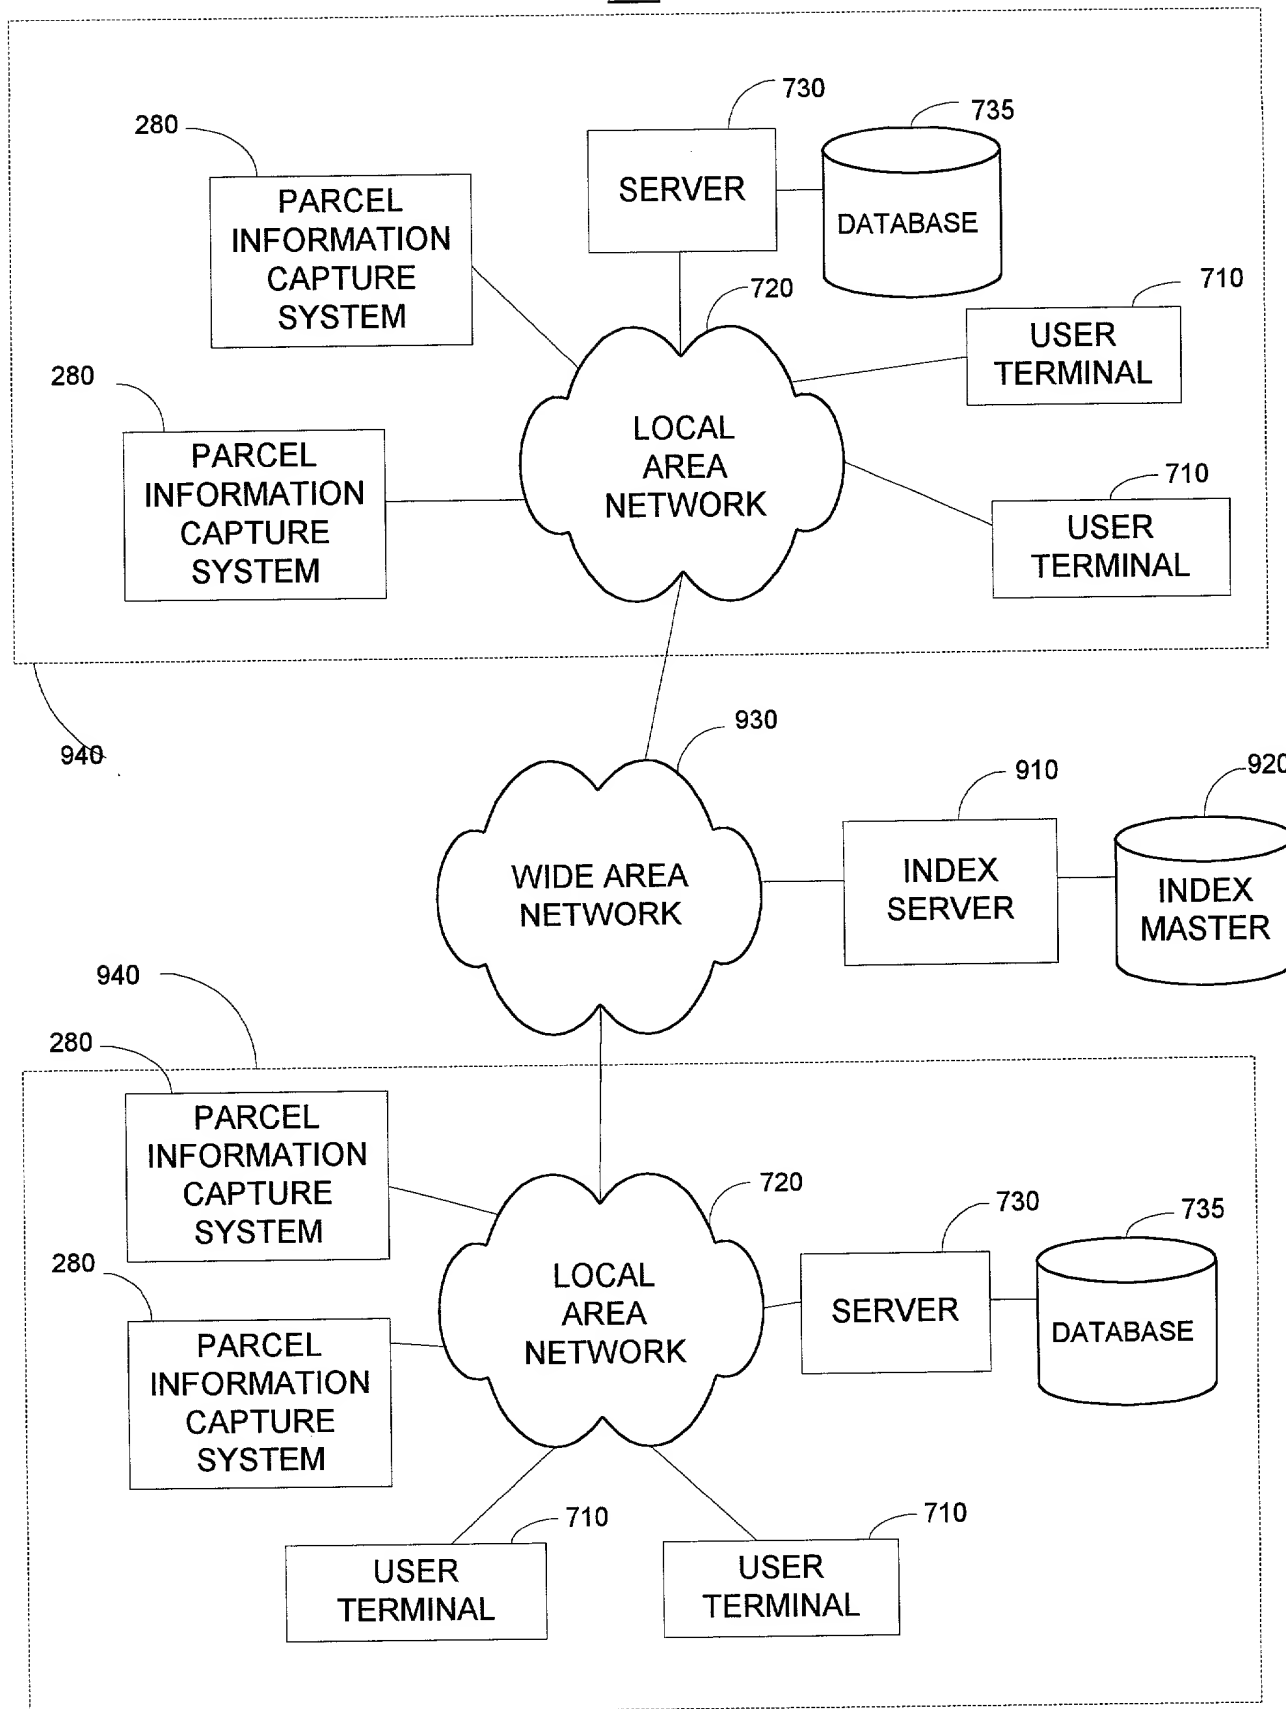 730
735
280
PARCEL
INFORMATION
CAPTURE
SYSTEM
SERVER
DATABASE
720
710
USER
TERMINAL
280
PARCEL
INFORMATION
CAPTURE
SYSTEM
LOCAL
AREA
NETWORK
710
USER
TERMINAL
940
930
910
920
WIDE AREA
NETWORK
INDEX
SERVER
INDEX
MASTER
940
280
PARCEL
INFORMATION
CAPTURE
SYSTEM
720
730
735
280
PARCEL
INFORMATION
CAPTURE
SYSTEM
LOCAL
AREA
NETWORK
SERVER
DATABASE
710
USER
TERMINAL
710
USER
TERMINAL